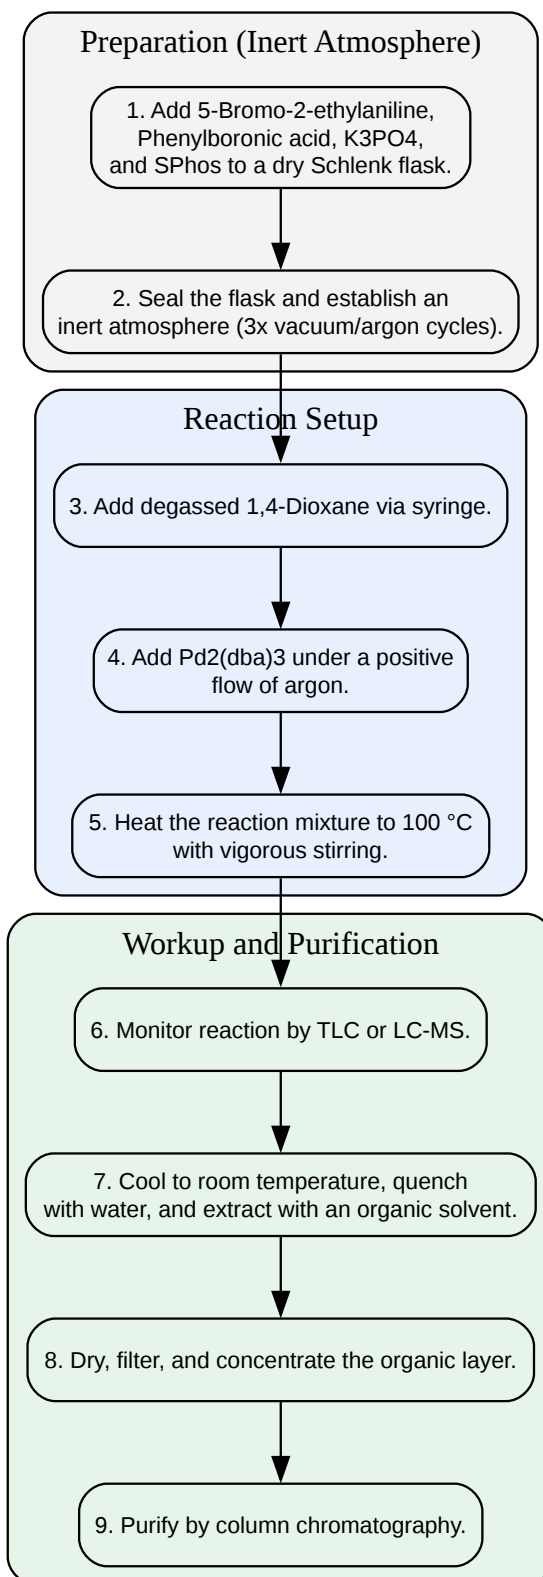 Preparation (Inert Atmosphere)
1. Add 5-Bromo-2-ethylaniline,
Phenylboronic acid, K3PO4,
and SPhos to a dry Schlenk flask.
2. Seal the flask and establish an
inert atmosphere (3x vacuum/argon cycles).
Reaction Setup
3. Add degassed 1,4-Dioxane via syringe.
4. Add Pd2(dba)3 under a positive
flow of argon.
5. Heat the reaction mixture to 100 °C
with vigorous stirring.
Workup and Purification
6. Monitor reaction by TLC or LC-MS.
7. Cool to room temperature, quench
with water, and extract with an organic solvent.
8. Dry, filter, and concentrate the organic layer.
9. Purify by column chromatography.